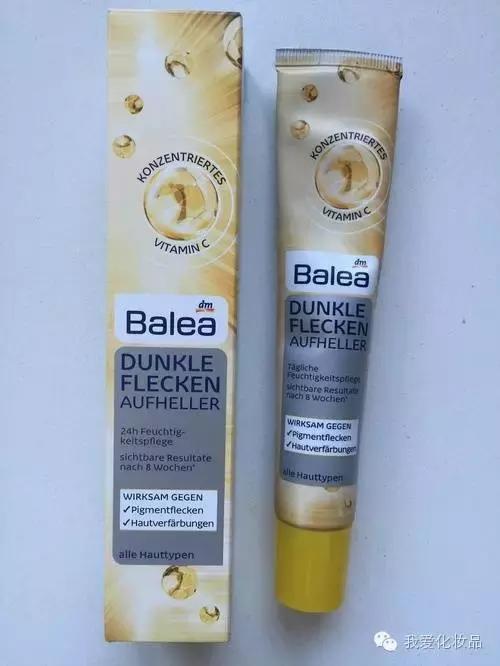 KONZENTRIERTES
VITAMIN C
dm
Balea
DUNKLE
FLECKEN
AUFHELLER
24h Feuchtig-
keitspflege
sichtbare Resultate
nach 8 Wochen*
WIRKSAM GEGEN
✓Pigmentflecken
✓Hautverfärbungen
alle Hauttypen
KONZENTRIERTES
VITAMIN C
dm
Balea
DUNKLE
FLECKEN
AUFHELLER
Tägliche
Feuchtigkeitspflege
sichtbare Resultate
nach 8 Wochen*
WIRKSAM GEGEN
✓Pigmentflecken
✓Hautverfärbungen
alle Hauttypen
我爱化妆品